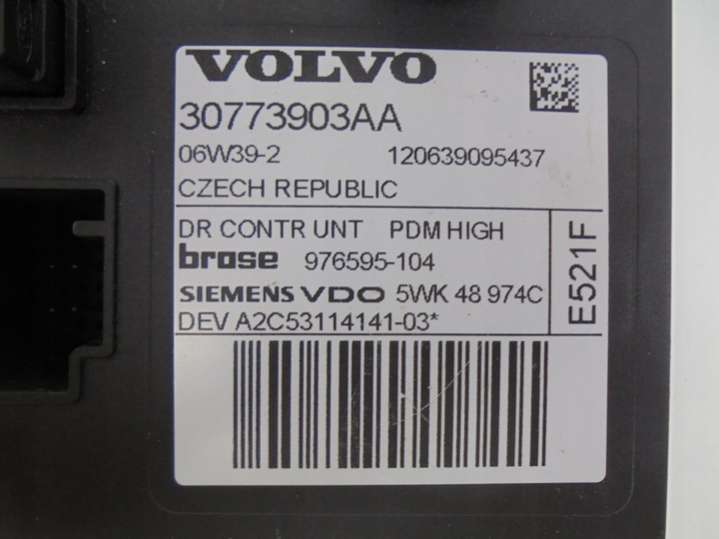 VOLVO
30773903AA
06W39-2 120639095437
CZECH REPUBLIC
DR CONTR UNT PDM HIGH
brose 976595-104
SIEMENS VDO 5WK 48 974C
DEV A2C53114141-03*
E521F